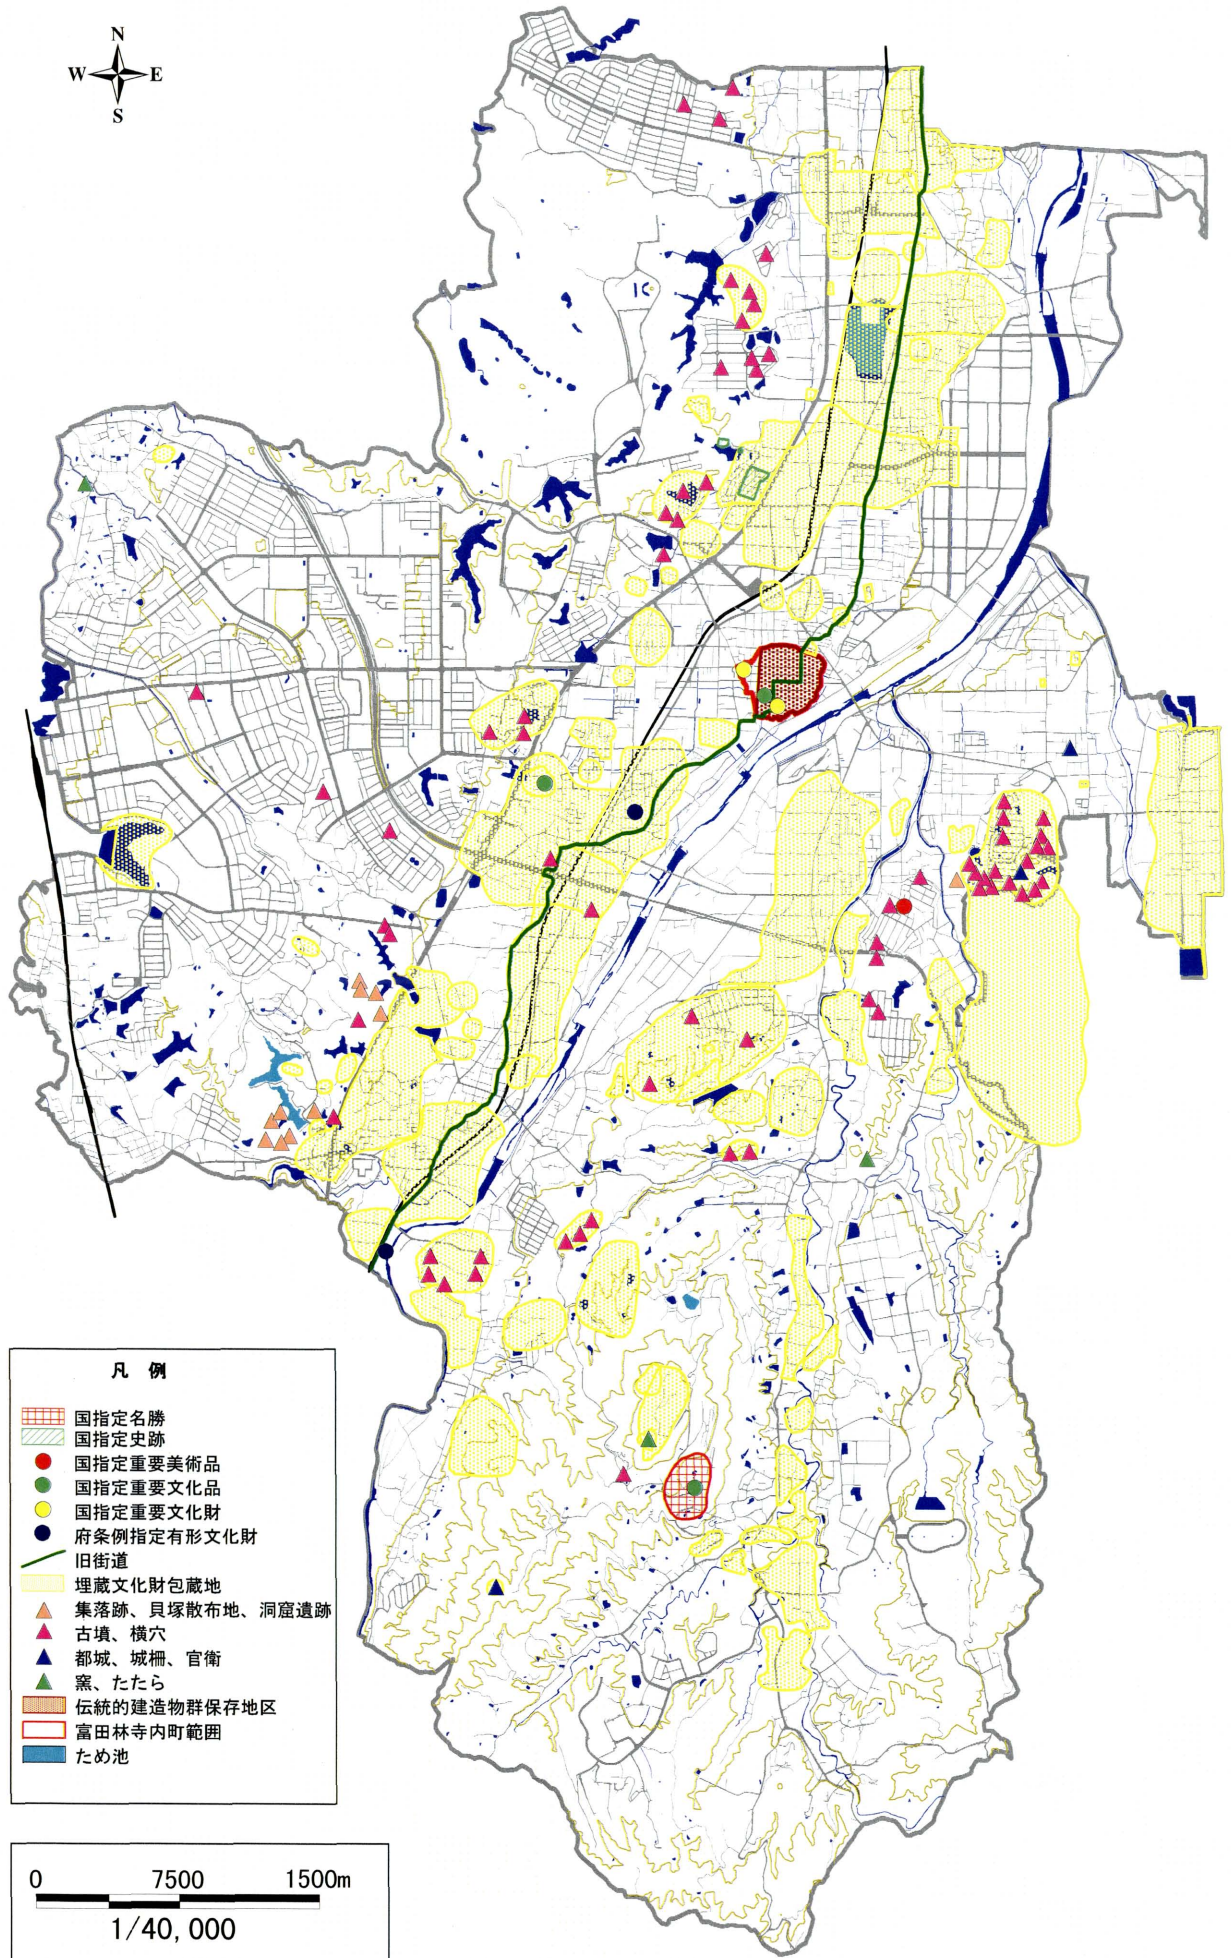 N
W E
S
凡 例
国指定名勝
国指定史跡
国指定重要美術品
国指定重要文化品
国指定重要文化財
府条例指定有形文化財
旧街道
埋蔵文化財包蔵地
集落跡、貝塚散布地、洞窟遺跡
古墳、横穴
都城、城柵、官衛
窯、たたら
伝統的建造物群保存地区
富田林寺内町範囲
ため池
0 7500 1500m
1/40,000